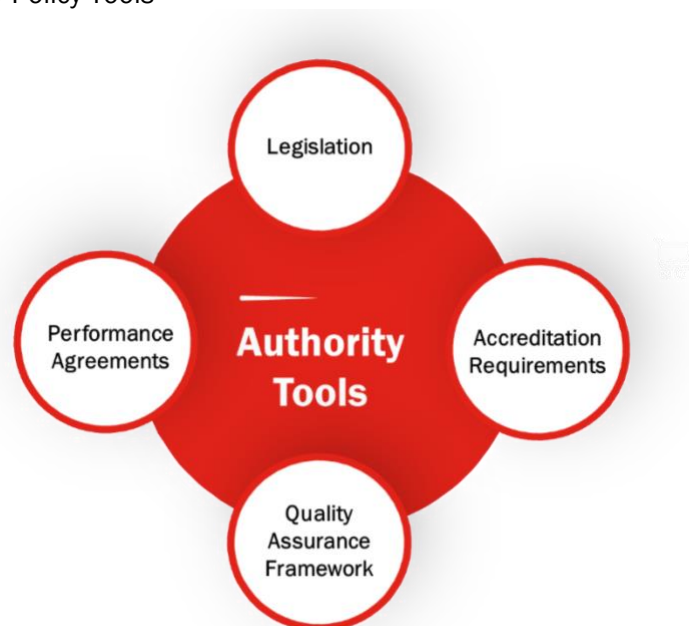 Policy Tools
Legislation
Performance
Agreements
Authority
Tools
Accreditation
Requirements
Quality
Assurance
Framework